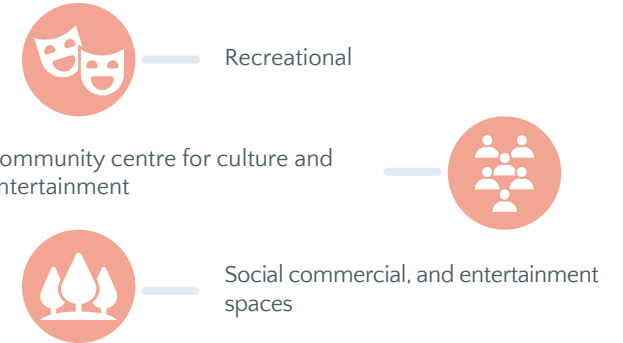 Recreational
ommunity centre for culture and
ntertainment
Social commercial, and entertainment
spaces